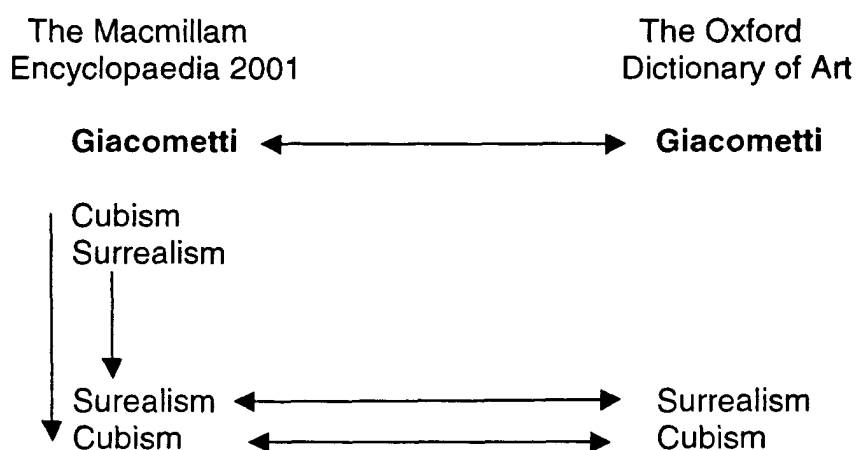 The Macmillam
Encyclopaedia 2001
The Oxford
Dictionary of Art
Giacometti
Giacometti
Cubism
Surrealism
Surealism
Surrealism
Cubism
Cubism